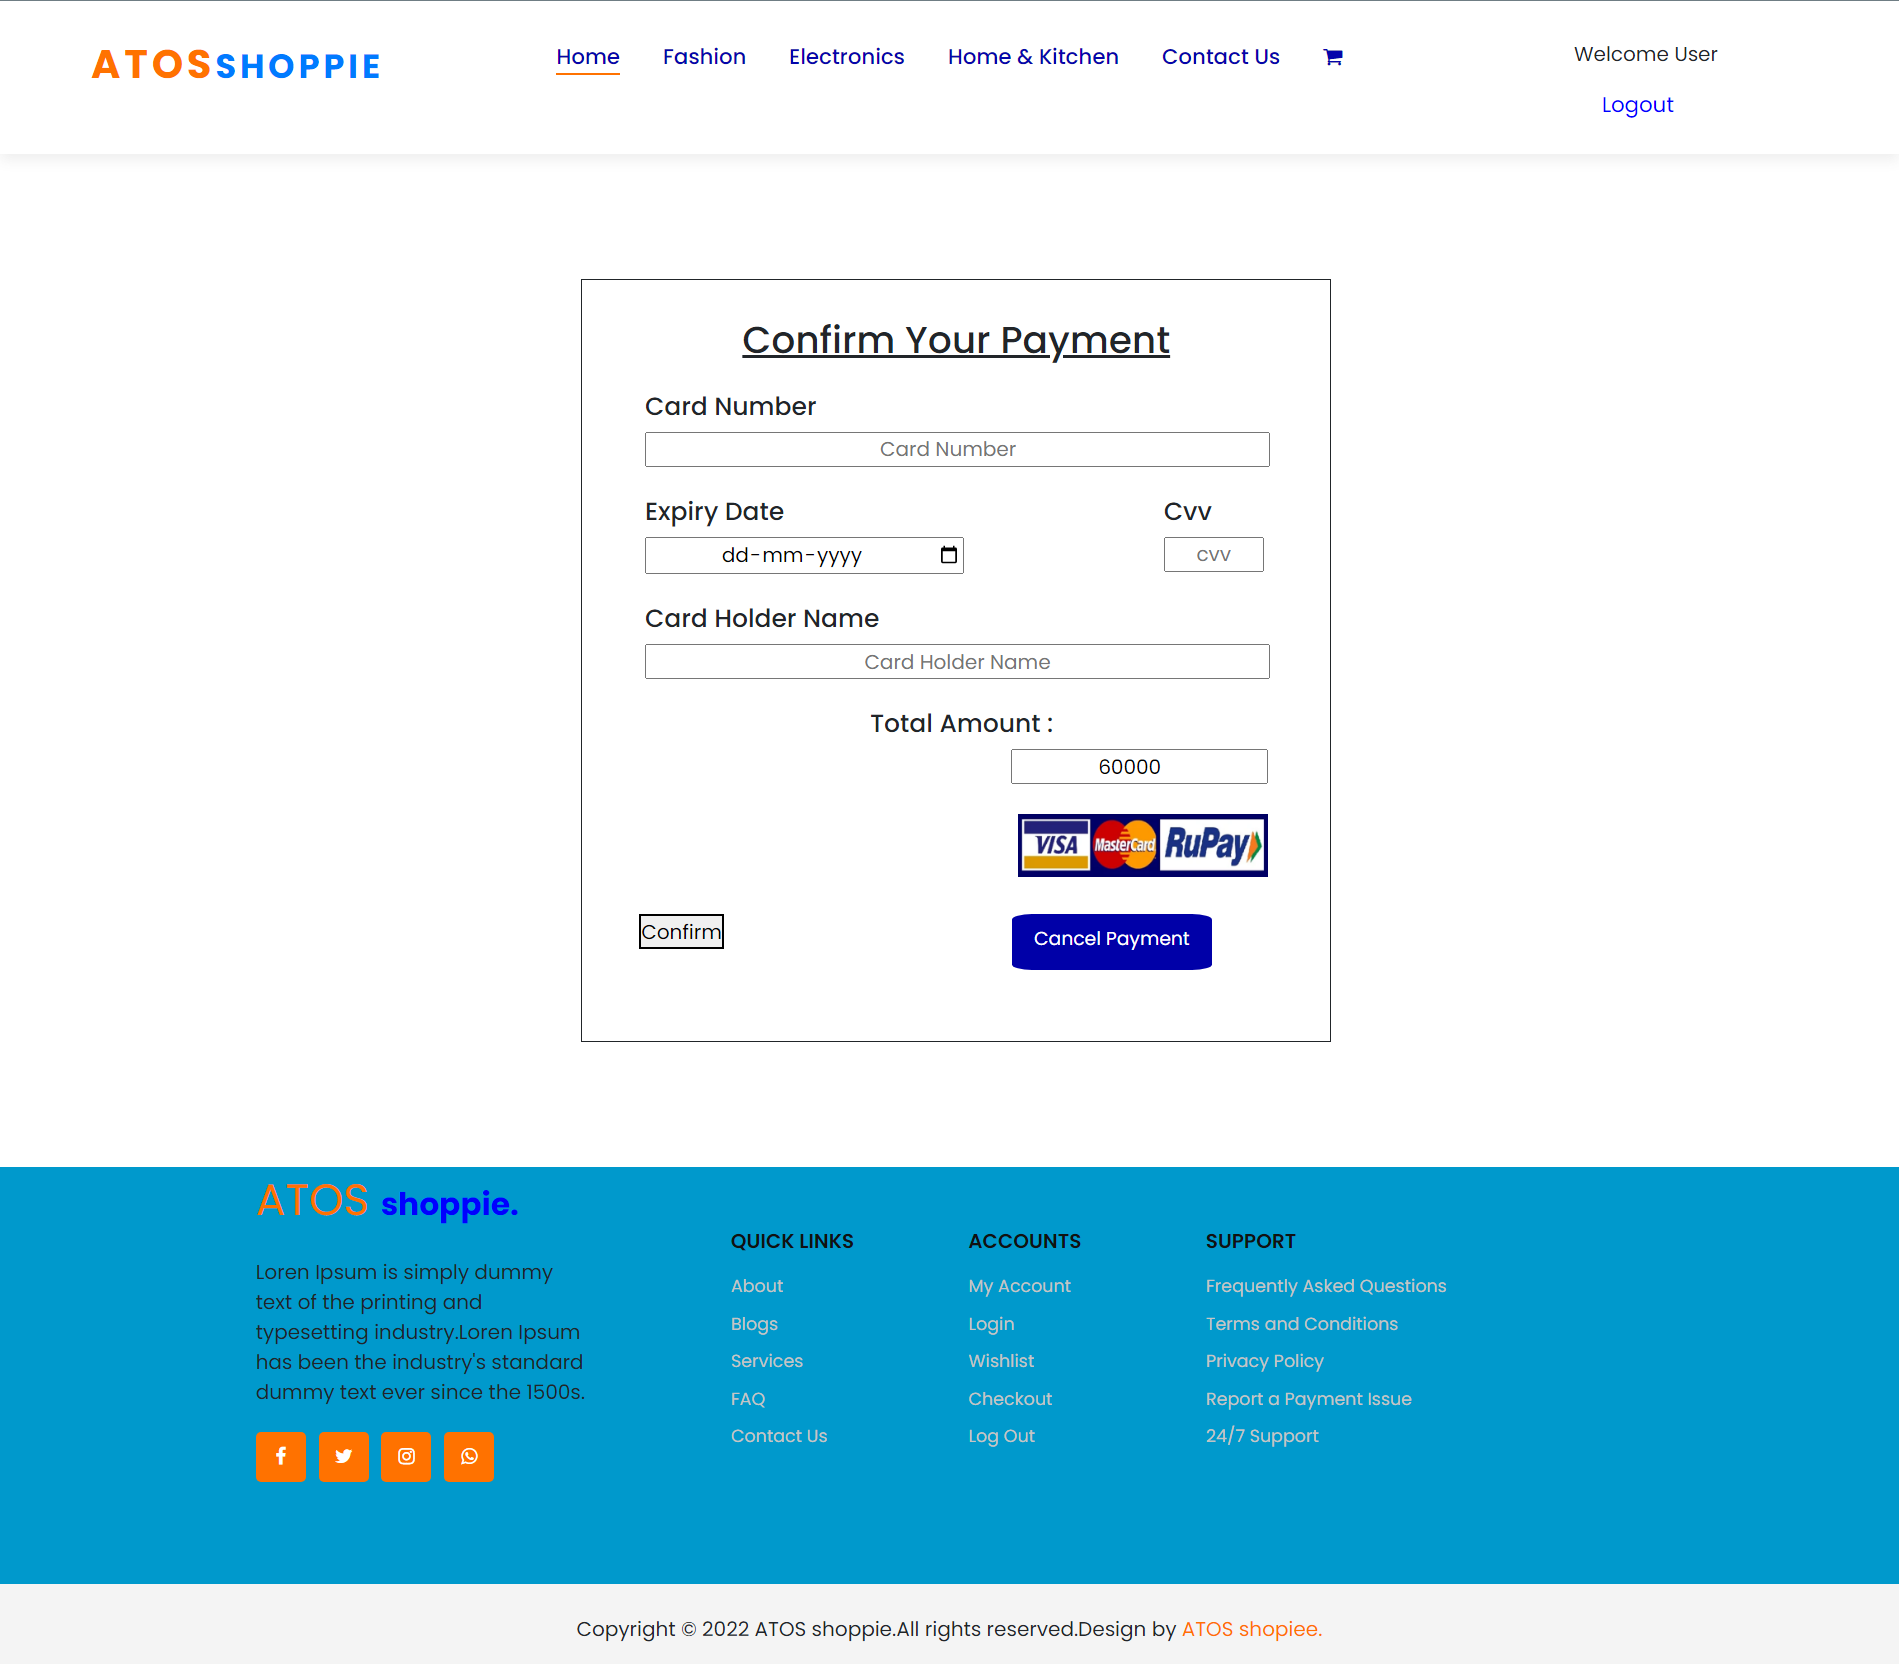 ATOSSHOPPIE
Home Fashion Electronics Home & Kitchen Contact Us
Welcome User
Logout
Confirm Your Payment
Card Number
Card Number
Expiry Date Cvv
dd-mm-yyyy cvv
Card Holder Name
Card Holder Name
Total Amount :
60000
VISA MasterCard RuPay
Confirm Cancel Payment
ATOS shoppie.
Loren Ipsum is simply dummy
text of the printing and
typesetting industry.Loren Ipsum
has been the industry's standard
dummy text ever since the 1500s.
QUICK LINKS
About
Blogs
Services
FAQ
Contact Us
ACCOUNTS
My Account
Login
Wishlist
Checkout
Log Out
SUPPORT
Frequently Asked Questions
Terms and Conditions
Privacy Policy
Report a Payment Issue
24/7 Support
Copyright © 2022 ATOS shoppie.All rights reserved.Design by ATOS shopiee.